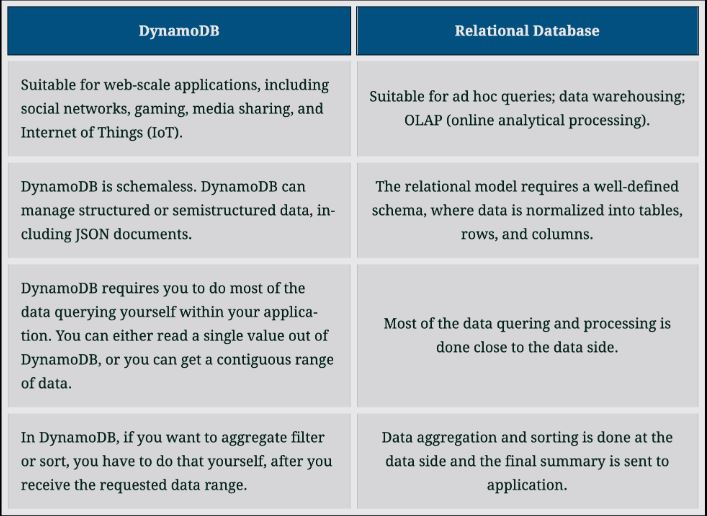 DynamoDB
Relational Database
Suitable for web-scale applications, including
social networks, gaming, media sharing, and
Internet of Things (IoT).
Suitable for ad hoc queries; data warehousing;
OLAP (online analytical processing).
DynamoDB is schemaless. DynamoDB can
manage structured or semistructured data, in-
cluding JSON documents.
The relational model requires a well-defined
schema, where data is normalized into tables,
rows, and columns.
DynamoDB requires you to do most of the
data querying yourself within your applica-
tion. You can either read a single value out of
DynamoDB, or you can get a contiguous range
of data.
Most of the data quering and processing is
done close to the data side.
In DynamoDB, if you want to aggregate filter
or sort, you have to do that yourself, after you
receive the requested data range.
Data aggregation and sorting is done at the
data side and the final summary is sent to
application.